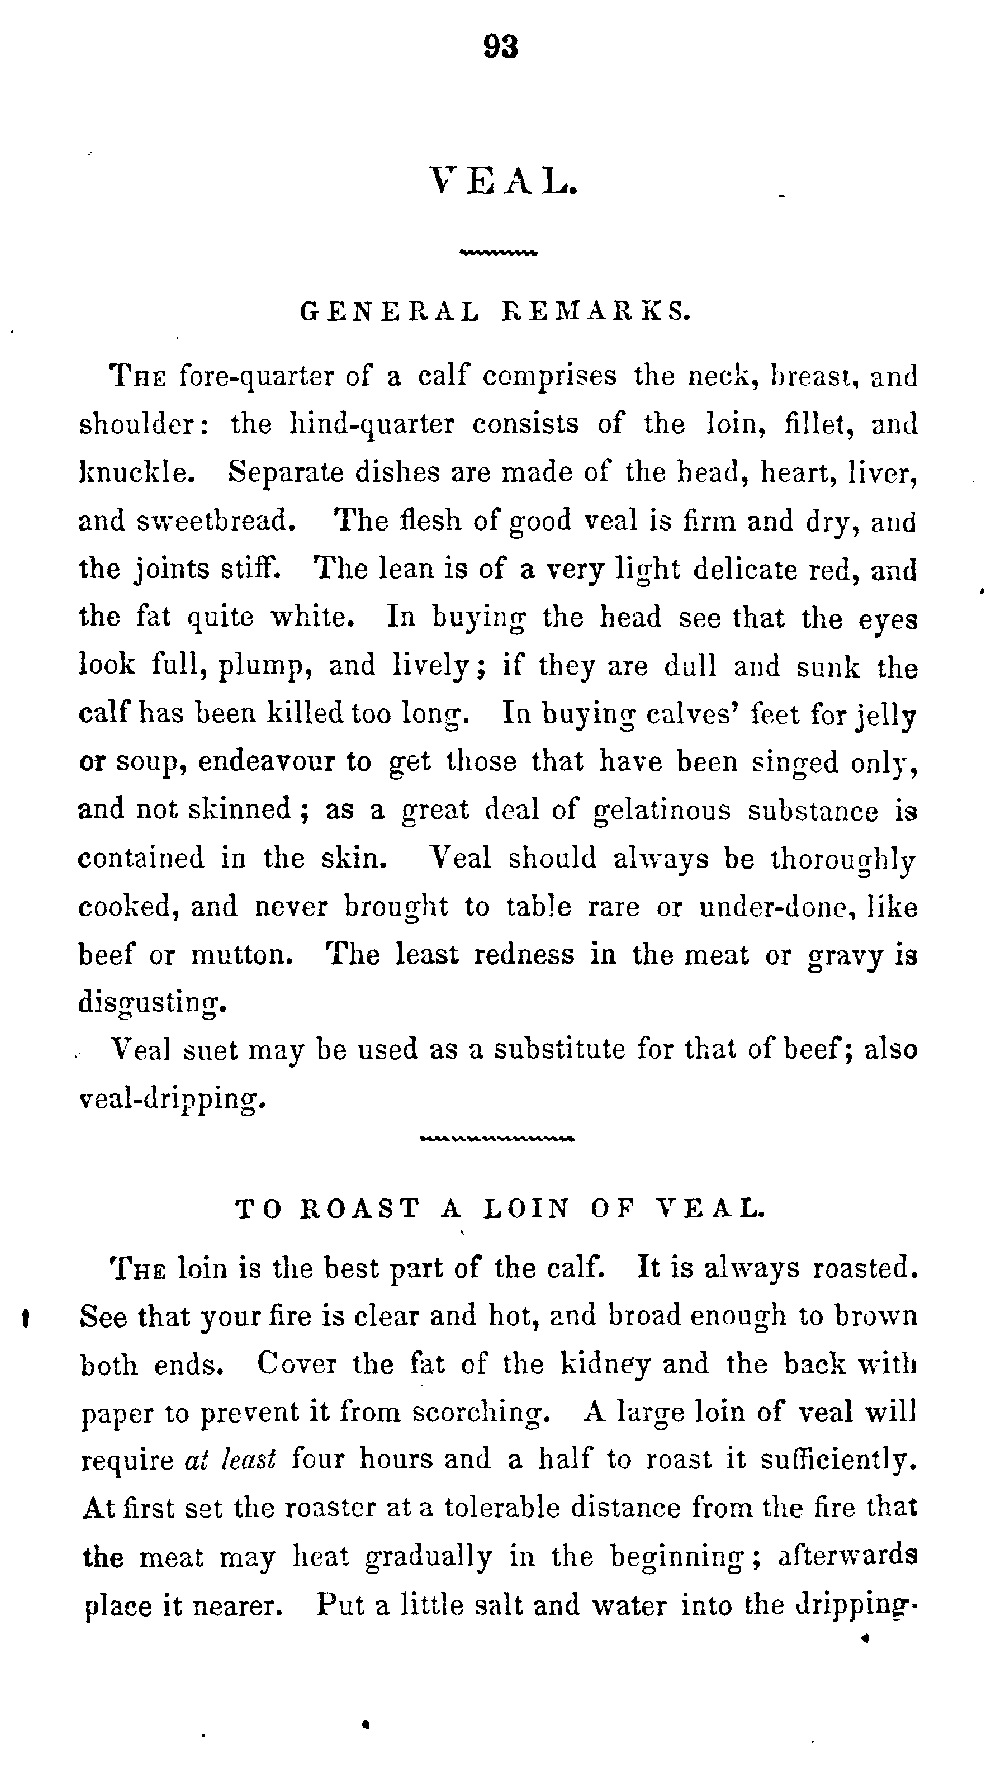 93
VEAL.
GENERAL REMARKS.
THE fore-quarter of a calf comprises the neck, breast, and
shoulder: the hind-quarter consists of the loin, fillet, and
knuckle. Separate dishes are made of the head, heart, liver,
and sweetbread. The flesh of good veal is firm and dry, and
the joints stiff. The lean is of a very light delicate red, and
the fat quite white. In buying the head see that the eyes
look full, plump, and lively; if they are dull and sunk the
calf has been killed too long. In buying calves' feet for jelly
or soup, endeavour to get those that have been singed only,
and not skinned; as a great deal of gelatinous substance is
contained in the skin. Veal should always be thoroughly
cooked, and never brought to table rare or under-done, like
beef or mutton. The least redness in the meat or gravy is
disgusting.
Veal suet may be used as a substitute for that of beef; also
veal-dripping.
TO ROAST A LOIN OF VEAL.
THE loin is the best part of the calf. It is always roasted.
See that your fire is clear and hot, and broad enough to brown
both ends. Cover the fat of the kidney and the back with
paper to prevent it from scorching. A large loin of veal will
require at least four hours and a half to roast it sufficiently.
At first set the roaster at a tolerable distance from the fire that
the meat may heat gradually in the beginning; afterwards
place it nearer. Put a little salt and water into the dripping-